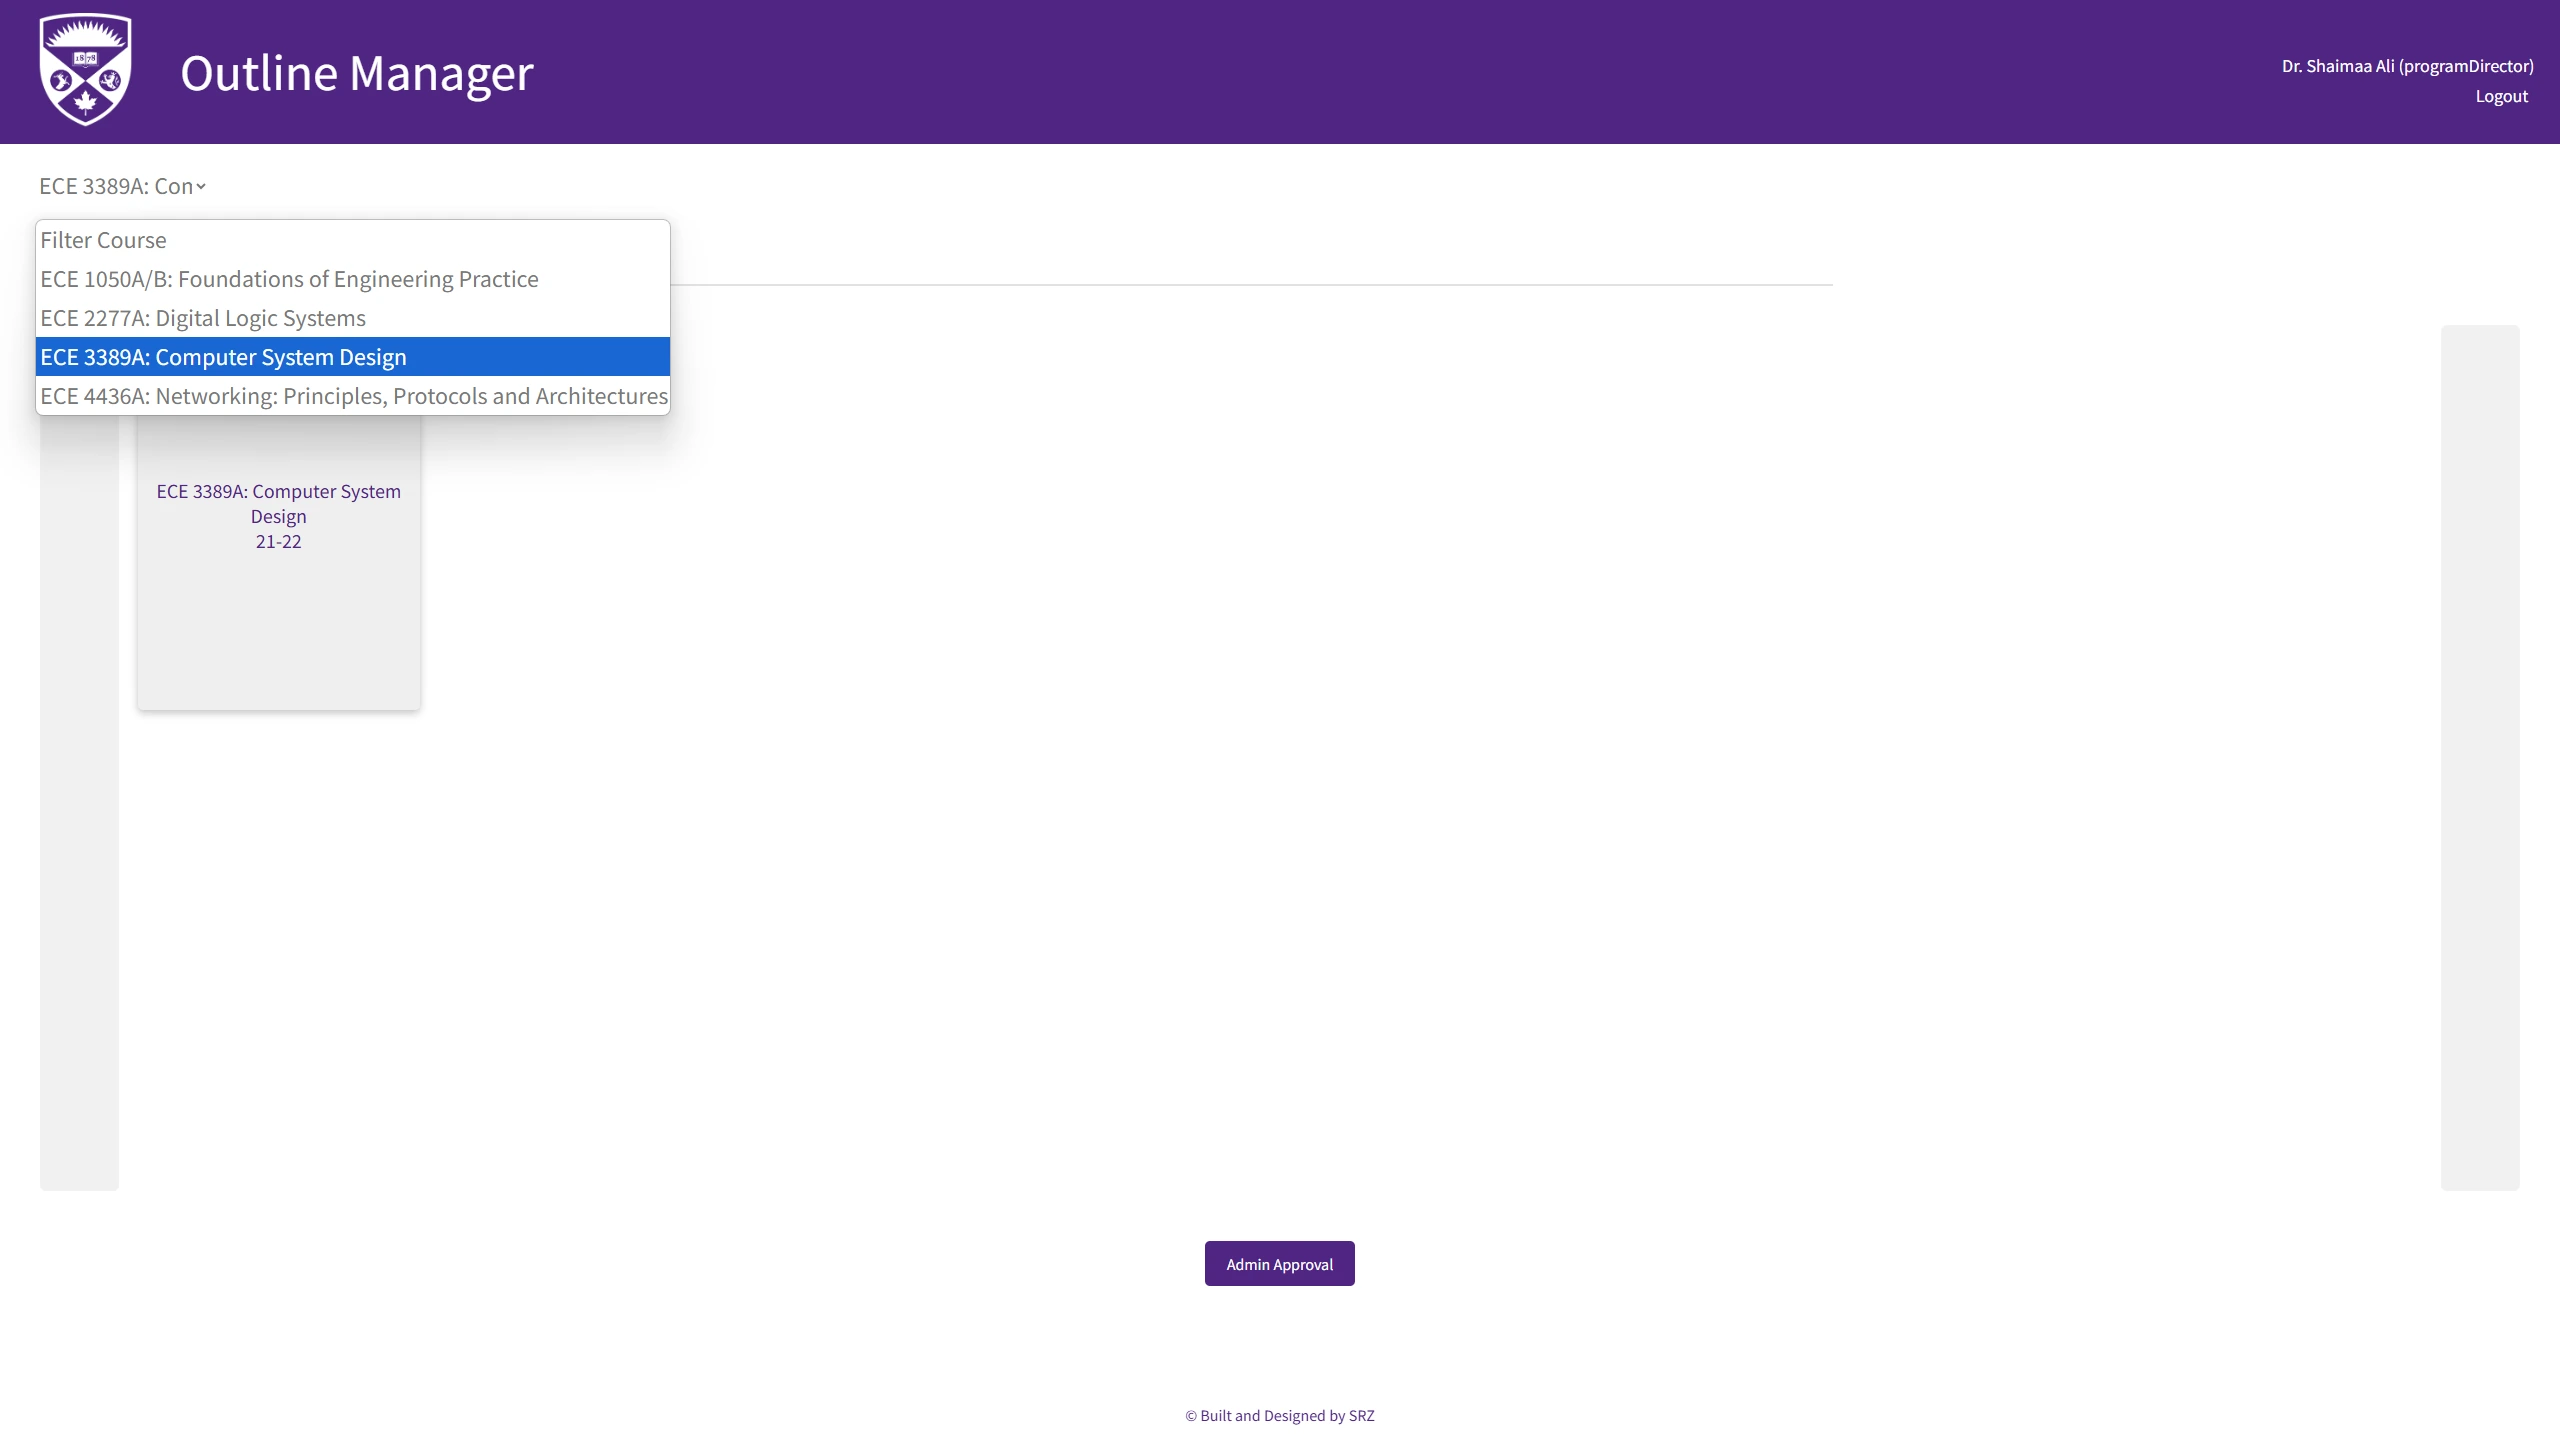 1878
Outline Manager
Dr. Shaimaa Ali (programDirector)
Logout
ECE 3389A: Con
Filter Course
ECE 1050A/B: Foundations of Engineering Practice
ECE 2277A: Digital Logic Systems
ECE 3389A: Computer System Design
ECE 4436A: Networking: Principles, Protocols and Architectures
ECE 3389A: Computer System
Design
21-22
Admin Approval
© Built and Designed by SRZ